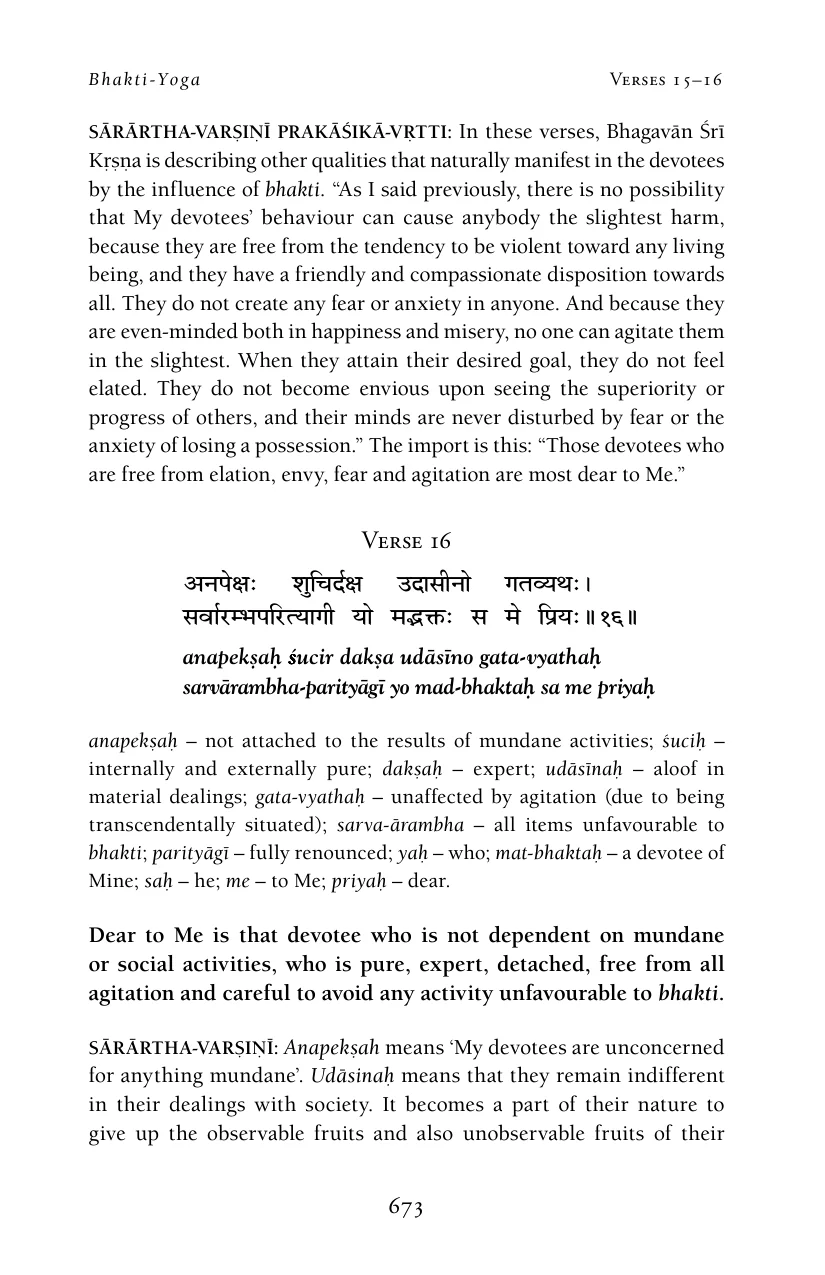 Bhakti-Yoga Verses 15–16
SĀRĀRTHA-VARṢIṆĪ PRAKĀŚIKĀ-VṚTTI: In these verses, Bhagavān Śrī
Kṛṣṇa is describing other qualities that naturally manifest in the devotees
by the influence of bhakti. “As I said previously, there is no possibility
that My devotees’ behaviour can cause anybody the slightest harm,
because they are free from the tendency to be violent toward any living
being, and they have a friendly and compassionate disposition towards
all. They do not create any fear or anxiety in anyone. And because they
are even-minded both in happiness and misery, no one can agitate them
in the slightest. When they attain their desired goal, they do not feel
elated. They do not become envious upon seeing the superiority or
progress of others, and their minds are never disturbed by fear or the
anxiety of losing a possession.” The import is this: “Those devotees who
are free from elation, envy, fear and agitation are most dear to Me.”
Verse 16
अनपेक्षः शुचिर्दक्ष उदासीनो गतव्यथः।
सर्वारम्भपरित्यागी यो मद्भक्तः स मे प्रियः॥१६॥
anapekṣaḥ śucir dakṣa udāsīno gata-vyathaḥ
sarvārambha-parityāgī yo mad-bhaktaḥ sa me priyaḥ
anapekṣaḥ – not attached to the results of mundane activities; śuciḥ –
internally and externally pure; dakṣaḥ – expert; udāsīnaḥ – aloof in
material dealings; gata-vyathaḥ – unaffected by agitation (due to being
transcendentally situated); sarva-ārambha – all items unfavourable to
bhakti; parityāgī – fully renounced; yaḥ – who; mat-bhaktaḥ – a devotee of
Mine; saḥ – he; me – to Me; priyaḥ – dear.
Dear to Me is that devotee who is not dependent on mundane
or social activities, who is pure, expert, detached, free from all
agitation and careful to avoid any activity unfavourable to bhakti.
SĀRĀRTHA-VARṢIṆĪ: Anapekṣah means ‘My devotees are unconcerned
for anything mundane’. Udāsinaḥ means that they remain indifferent
in their dealings with society. It becomes a part of their nature to
give up the observable fruits and also unobservable fruits of their
673